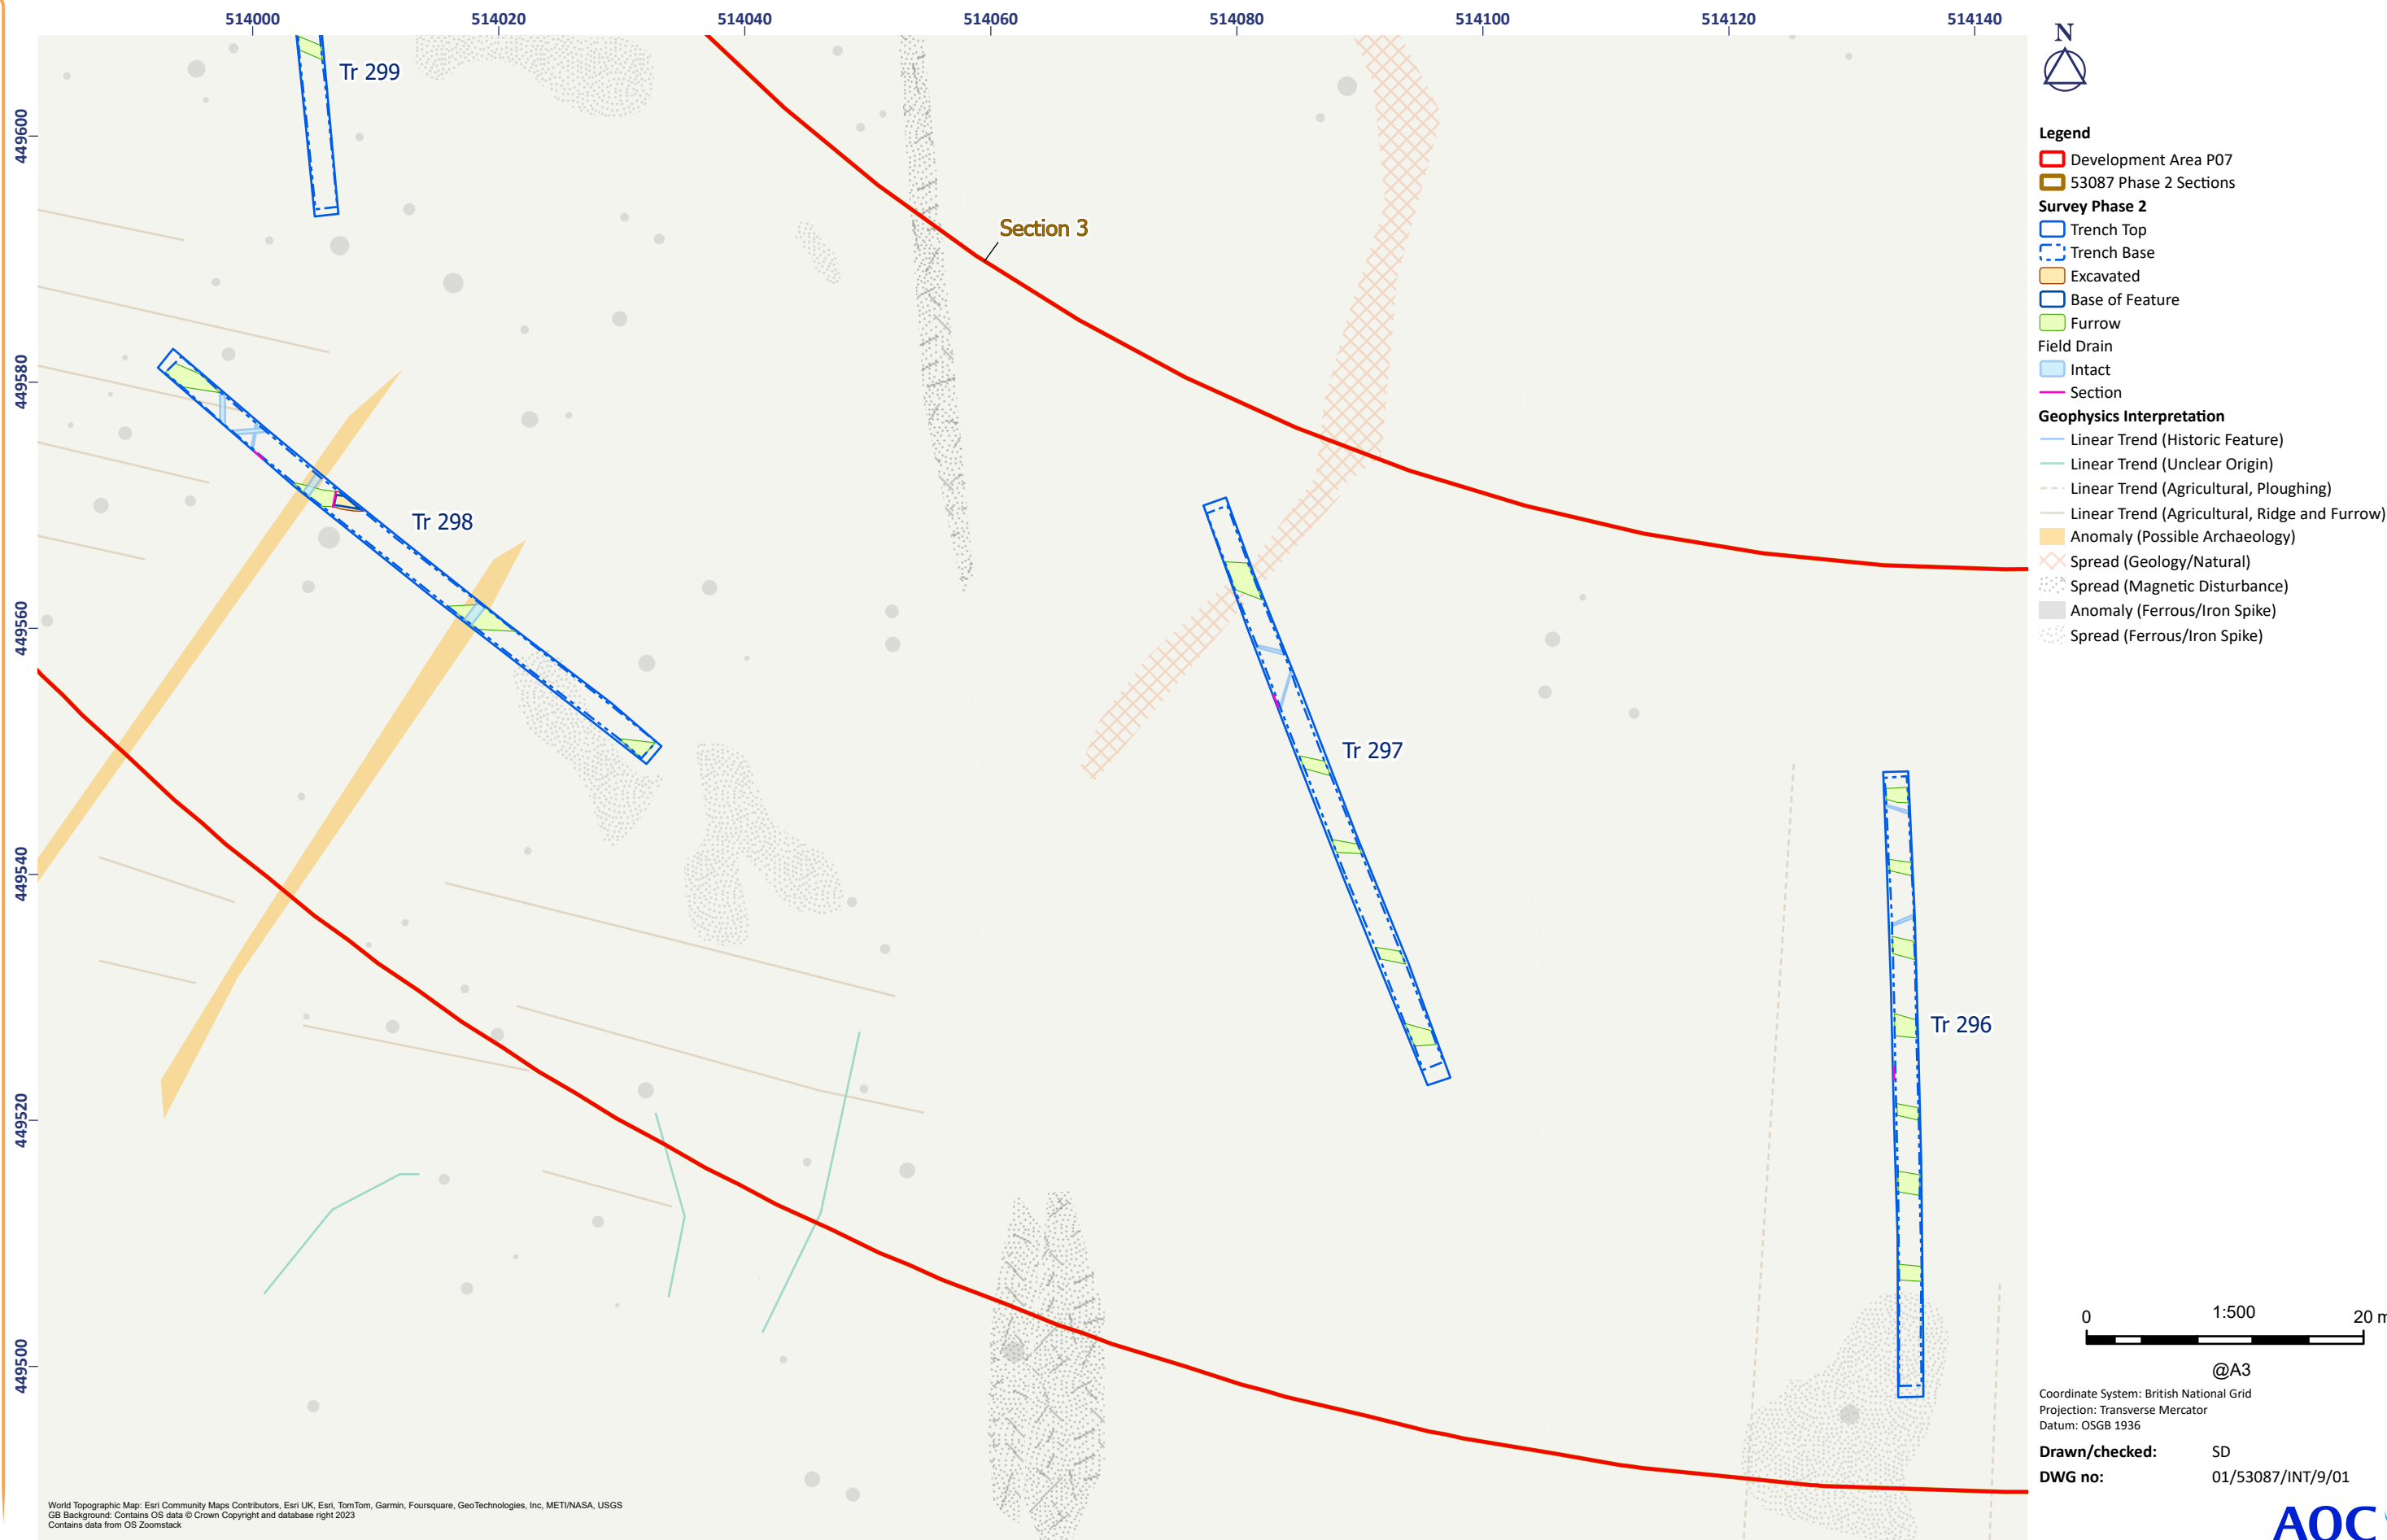 514000
514020
514040
514060
514080
514100
514120
514140
449600
449580
449560
449540
449520
449500
Tr 299
Section 3
Tr 298
Tr 297
Tr 296
N
Legend
Development Area P07
53087 Phase 2 Sections
Survey Phase 2
Trench Top
Trench Base
Excavated
Base of Feature
Furrow
Field Drain
Intact
Section
Geophysics Interpretation
Linear Trend (Historic Feature)
Linear Trend (Unclear Origin)
Linear Trend (Agricultural, Ploughing)
Linear Trend (Agricultural, Ridge and Furrow)
Anomaly (Possible Archaeology)
Spread (Geology/Natural)
Spread (Magnetic Disturbance)
Anomaly (Ferrous/Iron Spike)
Spread (Ferrous/Iron Spike)
0 1:500 20 m
@A3
Coordinate System: British National Grid
Projection: Transverse Mercator
Datum: OSGB 1936
Drawn/checked: SD
DWG no: 01/53087/INT/9/01
AOC
World Topographic Map: Esri Community Maps Contributors, Esri UK, Esri, TomTom, Garmin, Foursquare, GeoTechnologies, Inc, METI/NASA, USGS
GB Background: Contains OS data © Crown Copyright and database right 2023
Contains data from OS Zoomstack